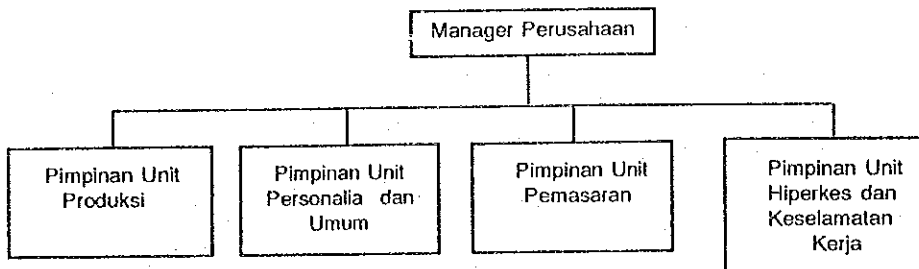 Manager Perusahaan
Pimpinan Unit
Produksi
Pimpinan Unit
Personalia dan
Umum
Pimpinan Unit
Pemasaran
Pimpinan Unit
Hiperkes dan
Keselamatan
Kerja